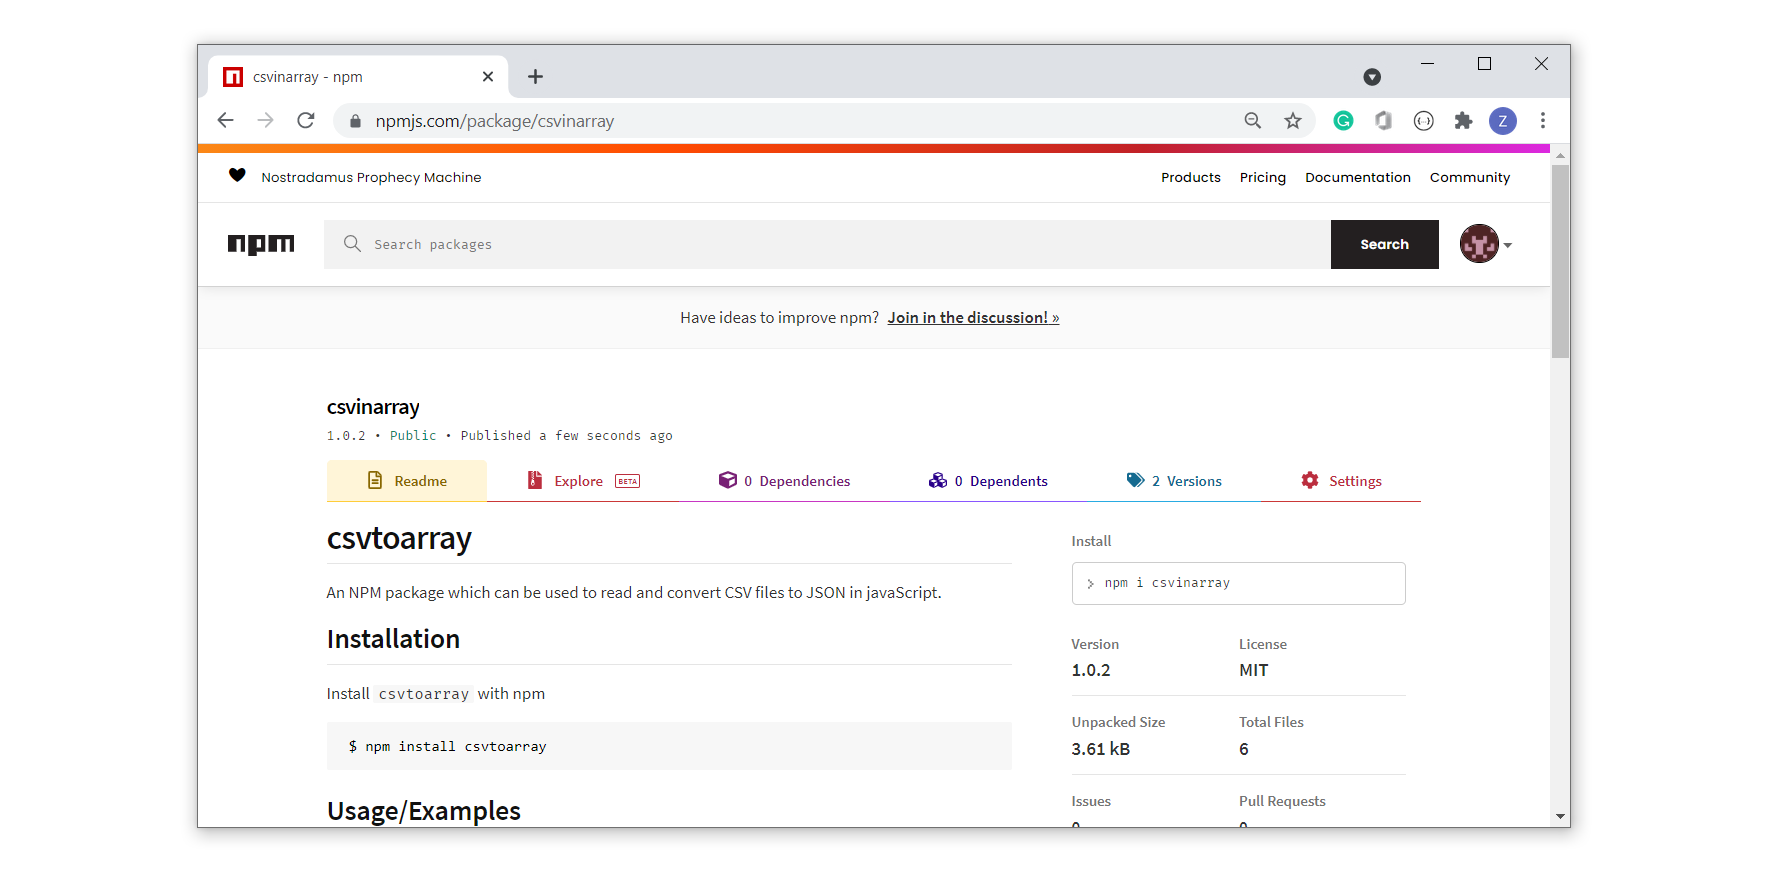 csvinarray - npm
npmjs.com/package/csvinarray
Z
Nostradamus Prophecy Machine
Products Pricing Documentation Community
npm
Search packages
Search
Have ideas to improve npm? Join in the discussion! »
csvinarray
1.0.2 • Public • Published a few seconds ago
Readme
Explore BETA
0 Dependencies
0 Dependents
2 Versions
Settings
csvtoarray
An NPM package which can be used to read and convert CSV files to JSON in javaScript.
Installation
Install csvtoarray with npm
$ npm install csvtoarray
Usage/Examples
Install
npm i csvinarray
Version License
1.0.2 MIT
Unpacked Size Total Files
3.61 kB 6
Issues Pull Requests